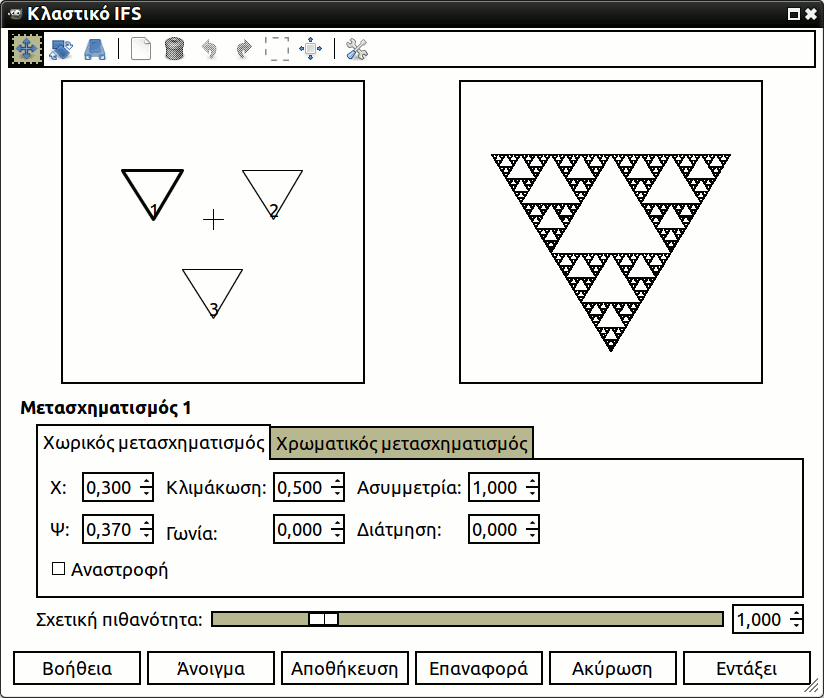 Κλαστικό IFS
1
2
3
Μετασχηματισμός 1
Χωρικός μετασχηματισμός Χρωματικός μετασχηματισμός
Χ: 0,300 Κλιμάκωση: 0,500 Ασυμμετρία: 1,000
Ψ: 0,370 Γωνία: 0,000 Διάτμηση: 0,000
Αναστροφή
Σχετική πιθανότητα: 1,000
Βοήθεια Άνοιγμα Αποθήκευση Επαναφορά Ακύρωση Εντάξει